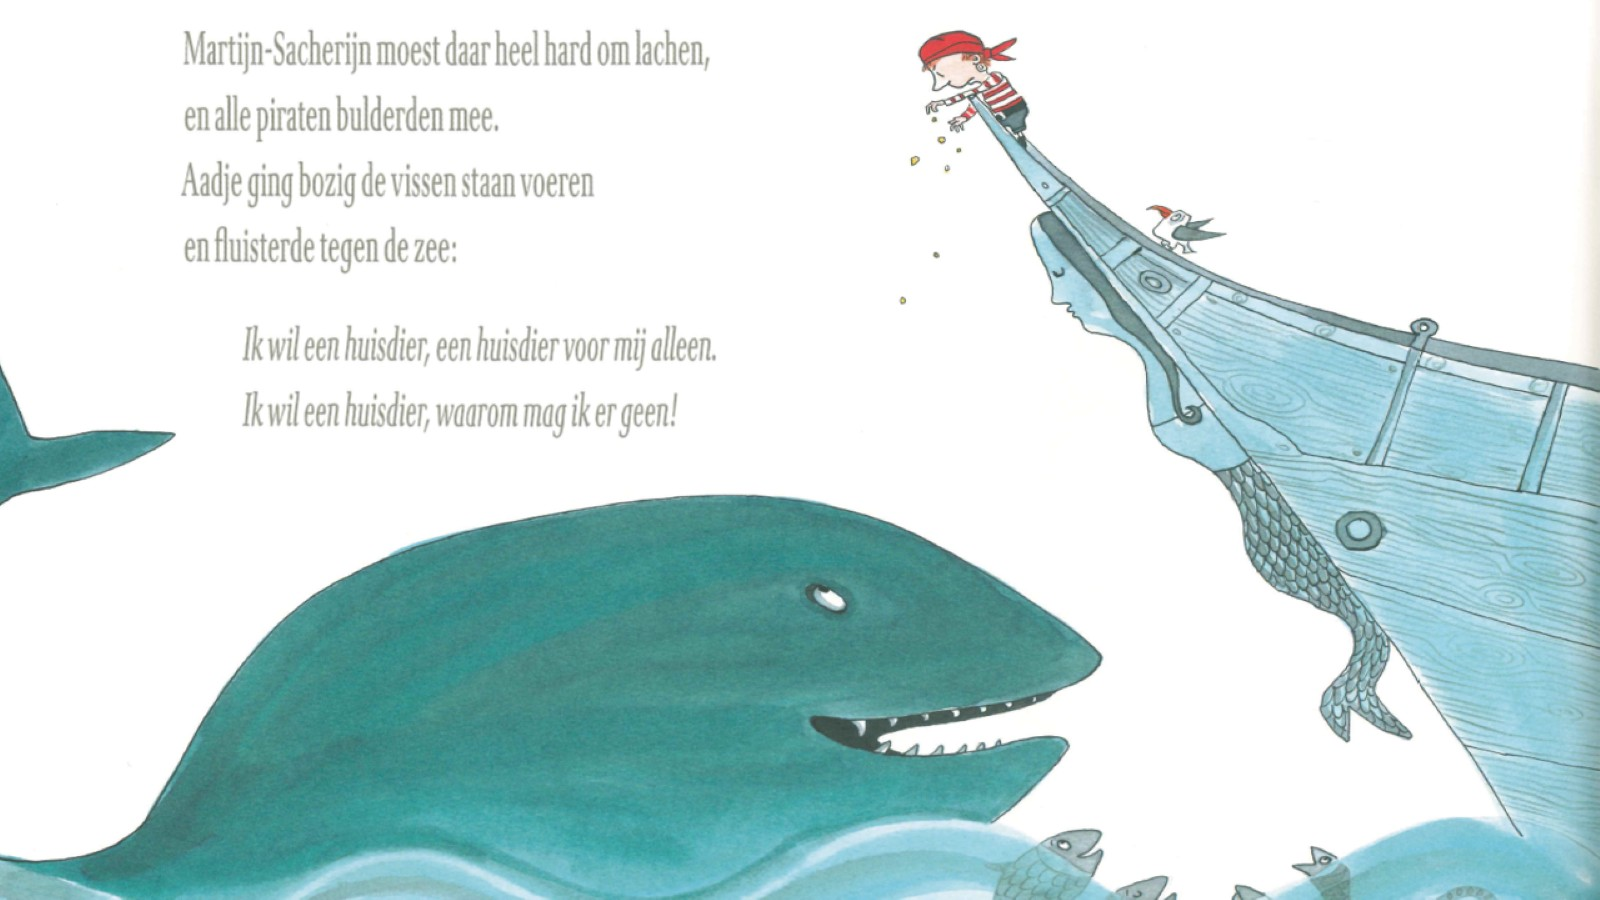 Martijn-Sacherijn moest daar heel hard om lachen,
en alle piraten bulderden mee.
Aadje ging bozig de vissen staan voeren
en fluisterde tegen de zee:
Ik wil een huisdier, een huisdier voor mij alleen.
Ik wil een huisdier, waarom mag ik er geen!